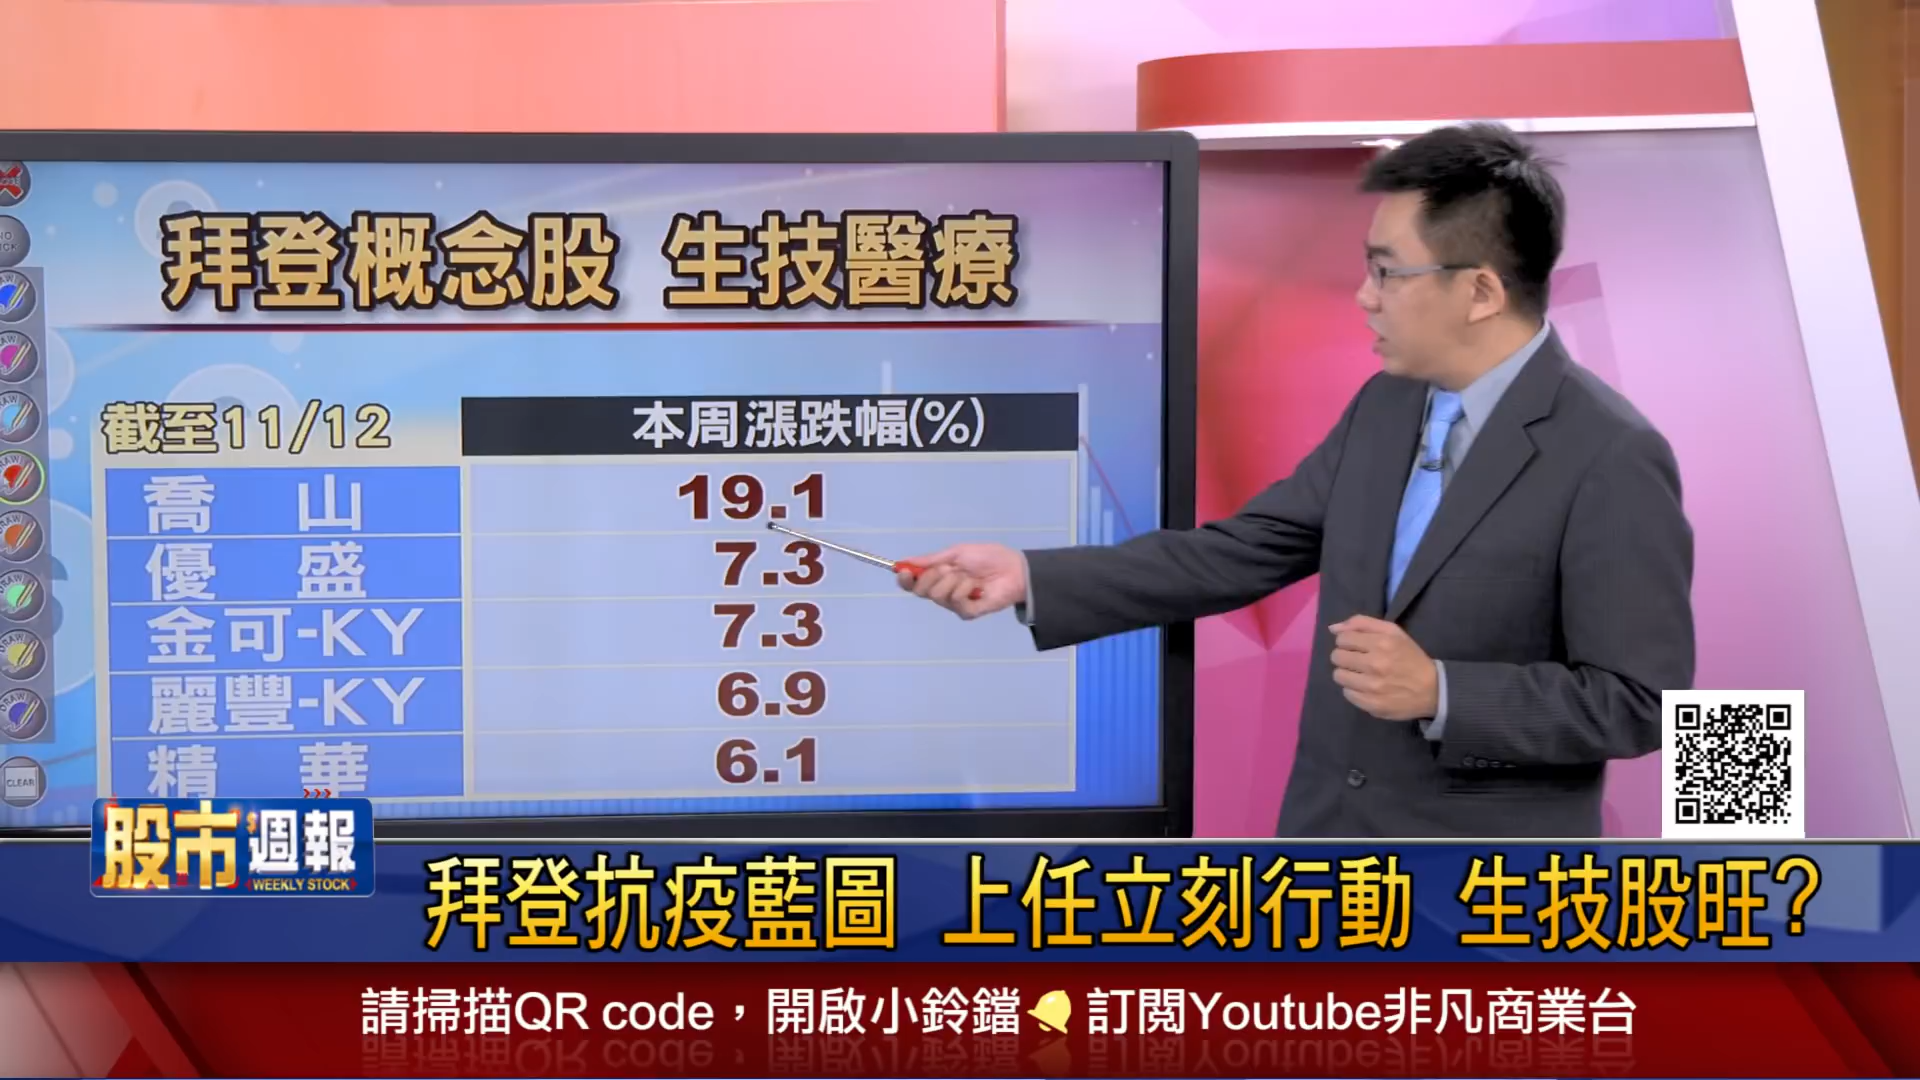 拜登概念股 生技醫療
截至11/12 本周漲跌幅(%)
喬山 19.1
優盛 7.3
金可-KY 7.3
麗豐-KY 6.9
精華 6.1
CLEAR
股市週報
WEEKLY STOCK
拜登抗疫藍圖 上任立刻行動 生技股旺?
請掃描QR code，開啟小鈴鐺🔔訂閱Youtube非凡商業台